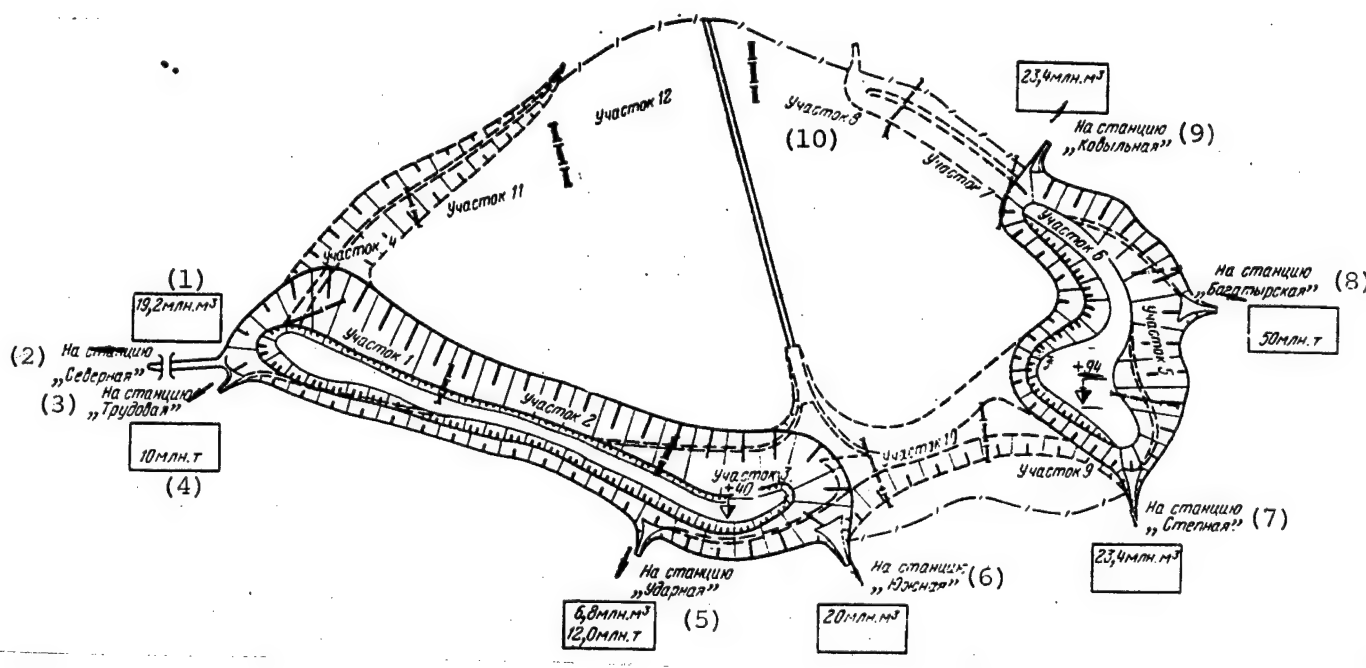 23,4млн.м³
На станцию
„Ковыльная”
(9)
Участок 12
Участок 8
(10)
Участок 7
Участок 11
Участок 4
Участок 6
(1)
19,2млн.м³
На станцию
„Богатырская”
(8)
50млн.т
Участок 5
+94
(2)
На станцию
„Северная”
Участок 1
(3)
На станцию
„Трудовая”
Участок 2
10млн.т
(4)
Участок 3
+40
Участок 10
Участок 9
На станцию
„Степная”
(7)
23,4млн.м³
На станцию
„Ударная”
(5)
6,8млн.м³
12,0млн.т
На станцию
„Южная”
(6)
20млн.м³